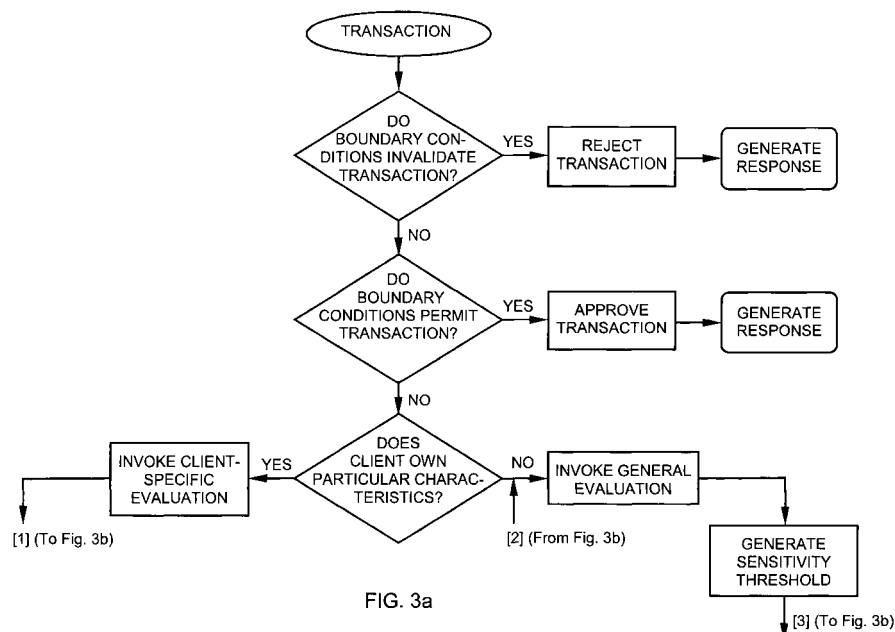 TRANSACTION
DO
BOUNDARY CON-
DITIONS INVALIDATE
TRANSACTION?
YES
REJECT
TRANSACTION
GENERATE
RESPONSE
NO
DO
BOUNDARY
CONDITIONS PERMIT
TRANSACTION?
YES
APPROVE
TRANSACTION
GENERATE
RESPONSE
NO
DOES
CLIENT OWN
PARTICULAR CHARAC-
TERISTICS?
YES
INVOKE CLIENT-
SPECIFIC
EVALUATION
[1] (To Fig. 3b)
NO
[2] (From Fig. 3b)
INVOKE GENERAL
EVALUATION
GENERATE
SENSITIVITY
THRESHOLD
[3] (To Fig. 3b)
FIG. 3a